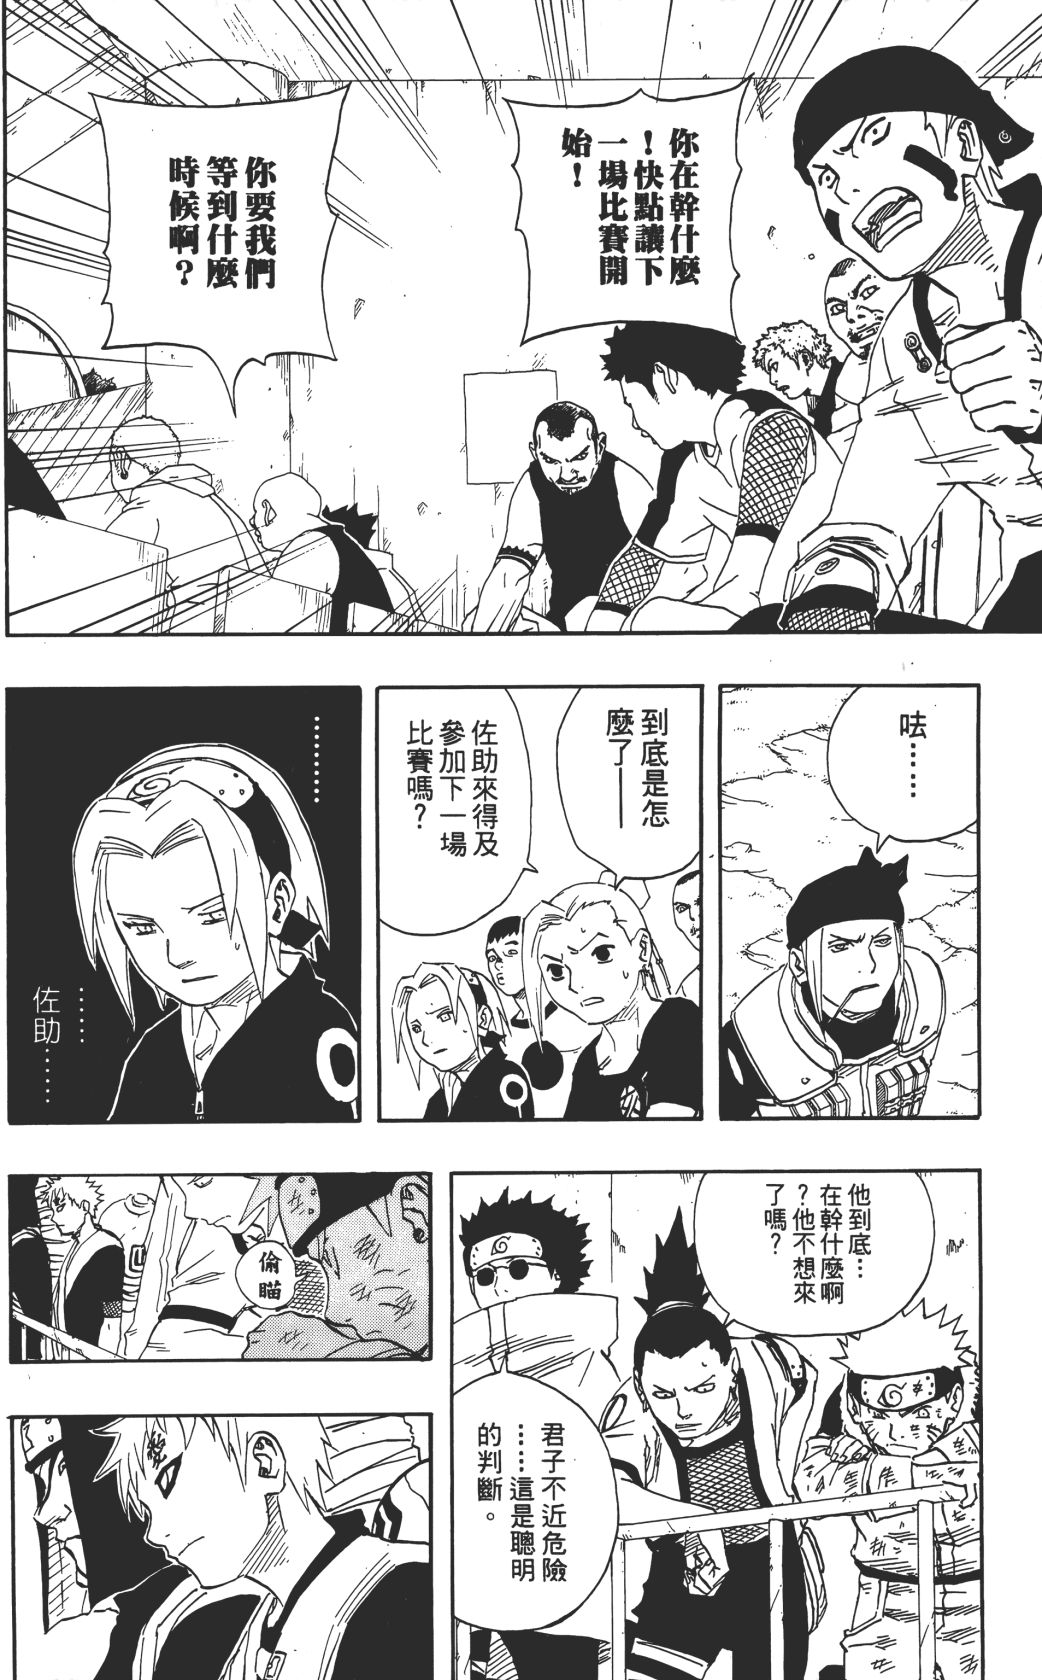 你在幹什麼
！快點讓下
一場比賽開
始！
你要我們
等到什麼
時候啊？
呿……
到底是怎
麼了——
佐助來得及
參加下一場
比賽嗎？
………
……
佐助……
他到底…
在幹什麼啊
？他不想來
了嗎？
君子不近危險
……這是聰明
的判斷。
偷
瞄